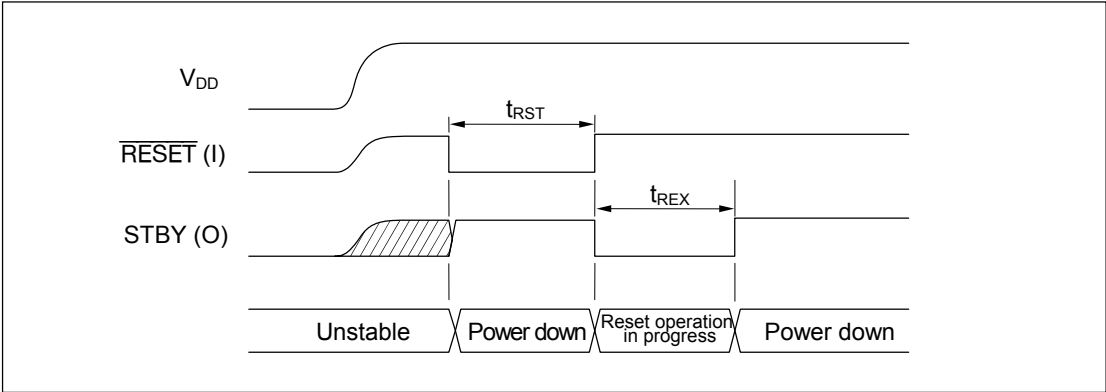 VDD
tRST
RESET (I)
tREX
STBY (O)
Unstable
Power down
Reset operation
in progress
Power down